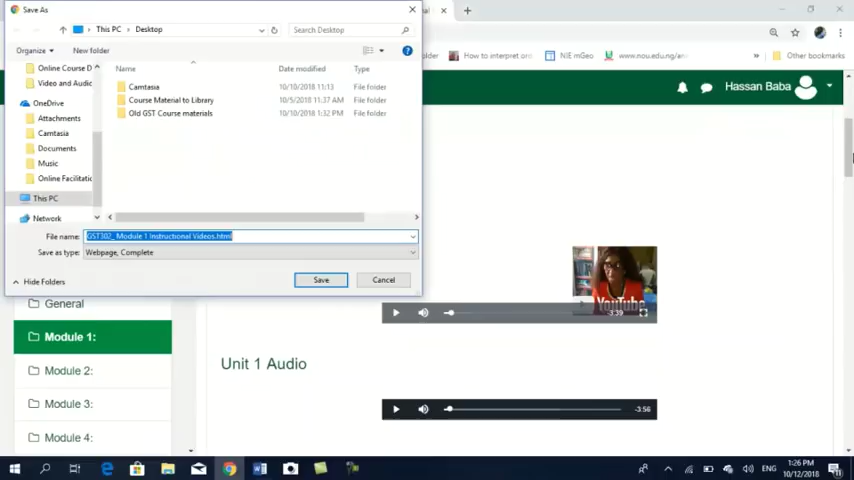 Save As
This PC
Desktop
Search Desktop
Organize
New folder
Name
Date modified
Type
Online Course D
Video and Audio
OneDrive
Attachments
Camtasia
Documents
Music
Online Facilitatic
This PC
Network
Camtasia
10/10/2018 11:13
File folder
Course Material to Library
10/5/2018 11:37 AM
File folder
Old GST Course materials
10/10/2018 1:32 PM
File folder
File name:
GST302_ Module 1 Instructional Videos.html
Save as type:
Webpage, Complete
Hide Folders
Save
Cancel
How to interpret ori
NIE mGeo
www.nou.edu.ng/an
Other bookmarks
Hassan Baba
General
Module 1:
Module 2:
Module 3:
Module 4:
YouTube
-3:39
Unit 1 Audio
-3:56
ENG
1:26 PM
10/12/2018